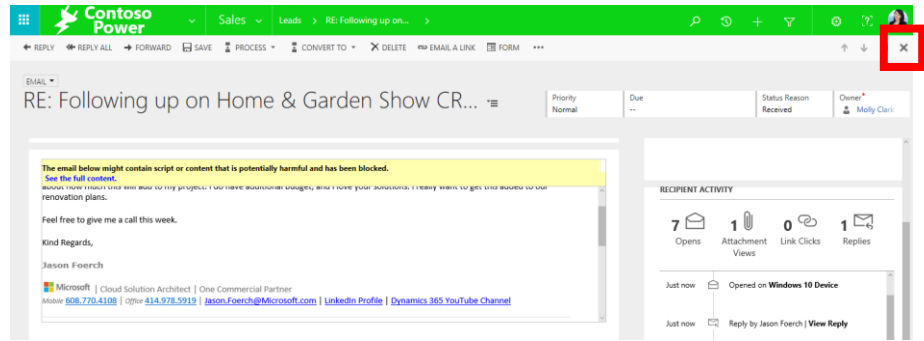 Contoso
Power
Sales
Leads > RE: Following up on... >
REPLY REPLY ALL FORWARD SAVE PROCESS CONVERT TO DELETE EMAIL A LINK FORM ...
EMAIL
RE: Following up on Home & Garden Show CR...
Priority
Normal
Due
--
Status Reason
Received
Owner*
Molly Clark
The email below might contain script or content that is potentially harmful and has been blocked.
See the full content.
about how much this will add to my project. I do have additional budget, and I love your solutions. I really want to get this added to our
renovation plans.
Feel free to give me a call this week.
Kind Regards,
Jason Foerch
Microsoft | Cloud Solution Architect | One Commercial Partner
Mobile 608.770.4108 | Office 414.978.5919 | Jason.Foerch@Microsoft.com | LinkedIn Profile | Dynamics 365 YouTube Channel
RECIPIENT ACTIVITY
7
Opens
1
Attachment
Views
0
Link Clicks
1
Replies
Just now Opened on Windows 10 Device
Just now Reply by Jason Foerch | View Reply